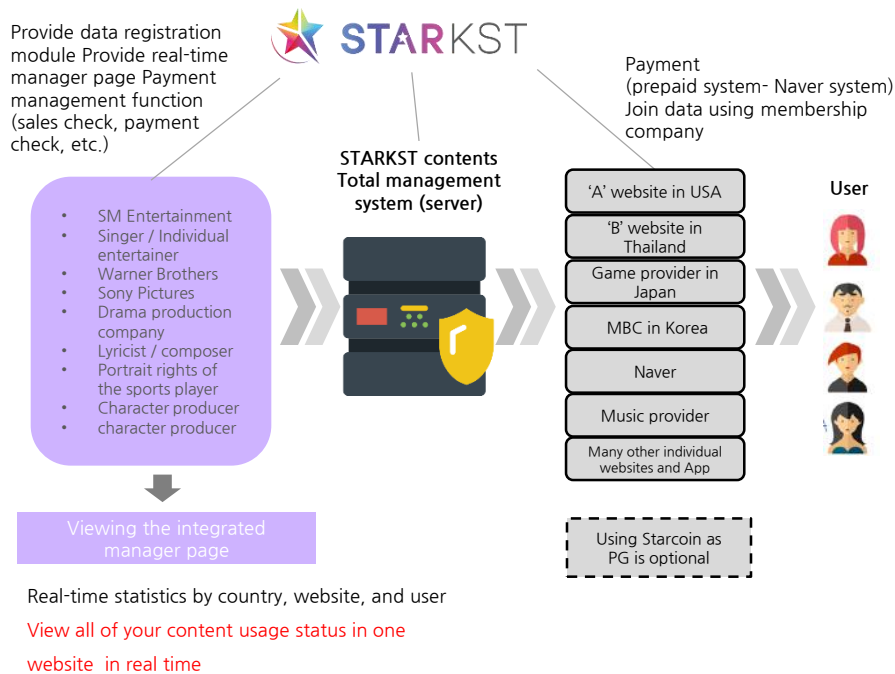 Provide data registration
module Provide real-time
manager page Payment
management function
(sales check, payment
check, etc.)
STARKST
Payment
(prepaid system- Naver system)
Join data using membership
company
STARKST contents
Total management
system (server)
• SM Entertainment
• Singer / Individual
entertainer
• Warner Brothers
• Sony Pictures
• Drama production
company
• Lyricist / composer
• Portrait rights of
the sports player
• Character producer
• character producer
‘A’ website in USA
‘B’ website in
Thailand
Game provider in
Japan
MBC in Korea
Naver
Music provider
Many other individual
websites and App
User
Viewing the integrated
manager page
Using Starcoin as
PG is optional
Real-time statistics by country, website, and user
View all of your content usage status in one
website in real time